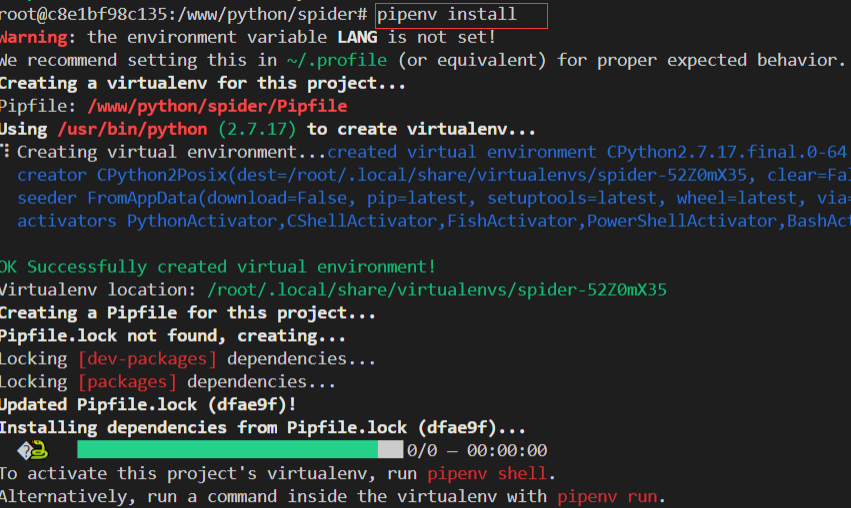 root@c8e1bf98c135:/www/python/spider# pipenv install
Warning: the environment variable LANG is not set!
We recommend setting this in ~/.profile (or equivalent) for proper expected behavior.
Creating a virtualenv for this project...
Pipfile: /www/python/spider/Pipfile
Using /usr/bin/python (2.7.17) to create virtualenv...
⠹ Creating virtual environment...created virtual environment CPython2.7.17.final.0-64
creator CPython2Posix(dest=/root/.local/share/virtualenvs/spider-52Z0mX35, clear=Fal
seeder FromAppData(download=False, pip=latest, setuptools=latest, wheel=latest, via=
activators PythonActivator,CShellActivator,FishActivator,PowerShellActivator,BashAct
OK Successfully created virtual environment!
Virtualenv location: /root/.local/share/virtualenvs/spider-52Z0mX35
Creating a Pipfile for this project...
Pipfile.lock not found, creating...
Locking [dev-packages] dependencies...
Locking [packages] dependencies...
Updated Pipfile.lock (dfae9f)!
Installing dependencies from Pipfile.lock (dfae9f)...
0/0 — 00:00:00
To activate this project's virtualenv, run pipenv shell.
Alternatively, run a command inside the virtualenv with pipenv run.